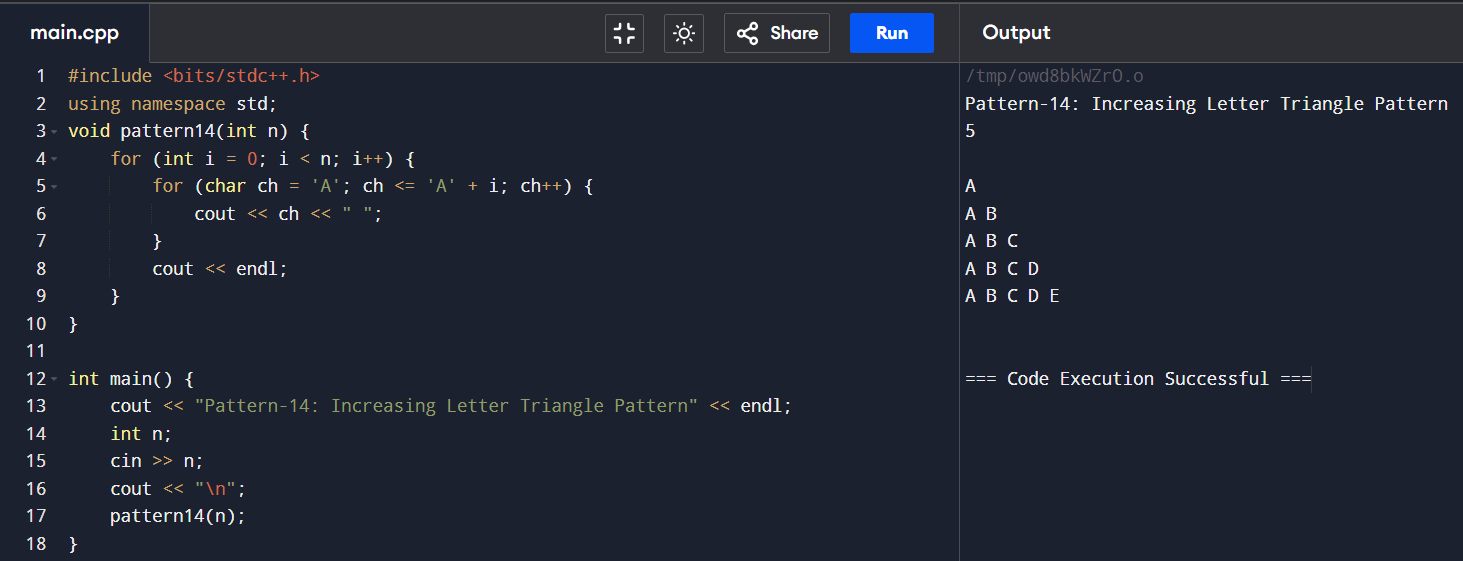 main.cpp
Share
Run
Output
1 #include <bits/stdc++.h>
2 using namespace std;
3 void pattern14(int n) {
4     for (int i = 0; i < n; i++) {
5         for (char ch = 'A'; ch <= 'A' + i; ch++) {
6             cout << ch << " ";
7         }
8         cout << endl;
9     }
10 }
11
12 int main() {
13     cout << "Pattern-14: Increasing Letter Triangle Pattern" << endl;
14     int n;
15     cin >> n;
16     cout << "\n";
17     pattern14(n);
18 }
/tmp/owd8bkWZrO.o
Pattern-14: Increasing Letter Triangle Pattern
5
A
A B
A B C
A B C D
A B C D E
=== Code Execution Successful ===